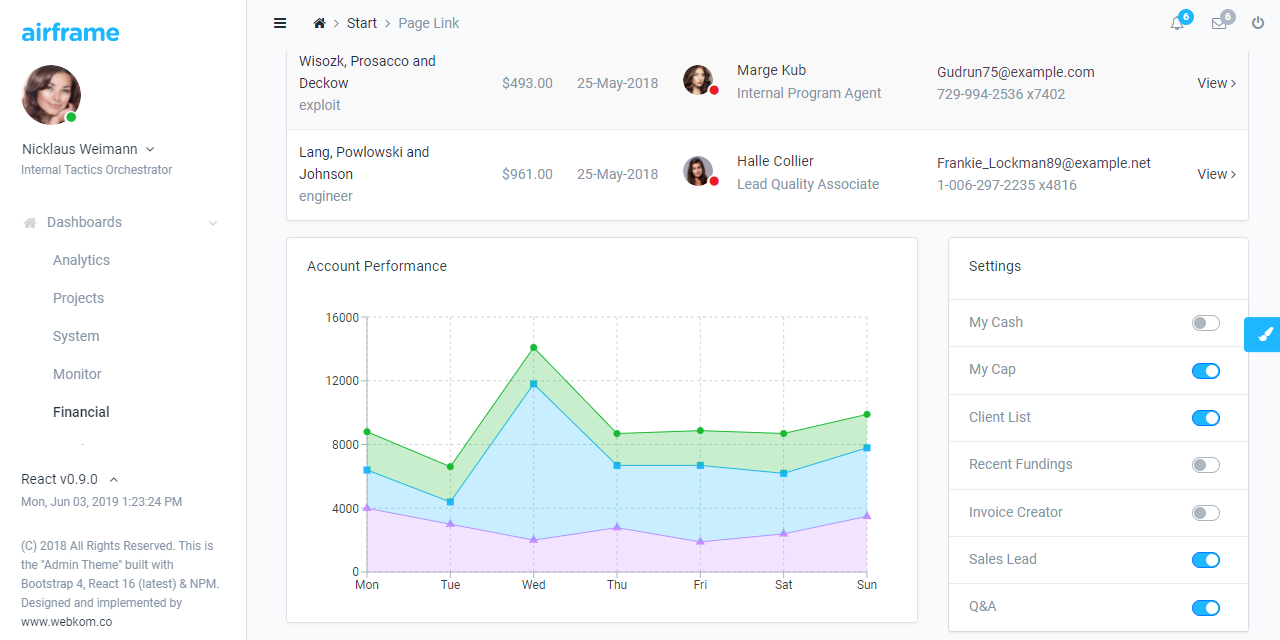 airframe
Nicklaus Weimann
Internal Tactics Orchestrator
Dashboards
Analytics
Projects
System
Monitor
Financial
React v0.9.0
Mon, Jun 03, 2019 1:23:24 PM
(C) 2018 All Rights Reserved. This is
the "Admin Theme" built with
Bootstrap 4, React 16 (latest) & NPM.
Designed and implemented by
www.webkom.co
Start Page Link
6 6
Wisozk, Prosacco and
Deckow
exploit
$493.00
25-May-2018
Marge Kub
Internal Program Agent
Gudrun75@example.com
729-994-2536 x7402
View
Lang, Powlowski and
Johnson
engineer
$961.00
25-May-2018
Halle Collier
Lead Quality Associate
Frankie_Lockman89@example.net
1-006-297-2235 x4816
View
Account Performance
16000
12000
8000
4000
0
Mon Tue Wed Thu Fri Sat Sun
Settings
My Cash
My Cap
Client List
Recent Fundings
Invoice Creator
Sales Lead
Q&A